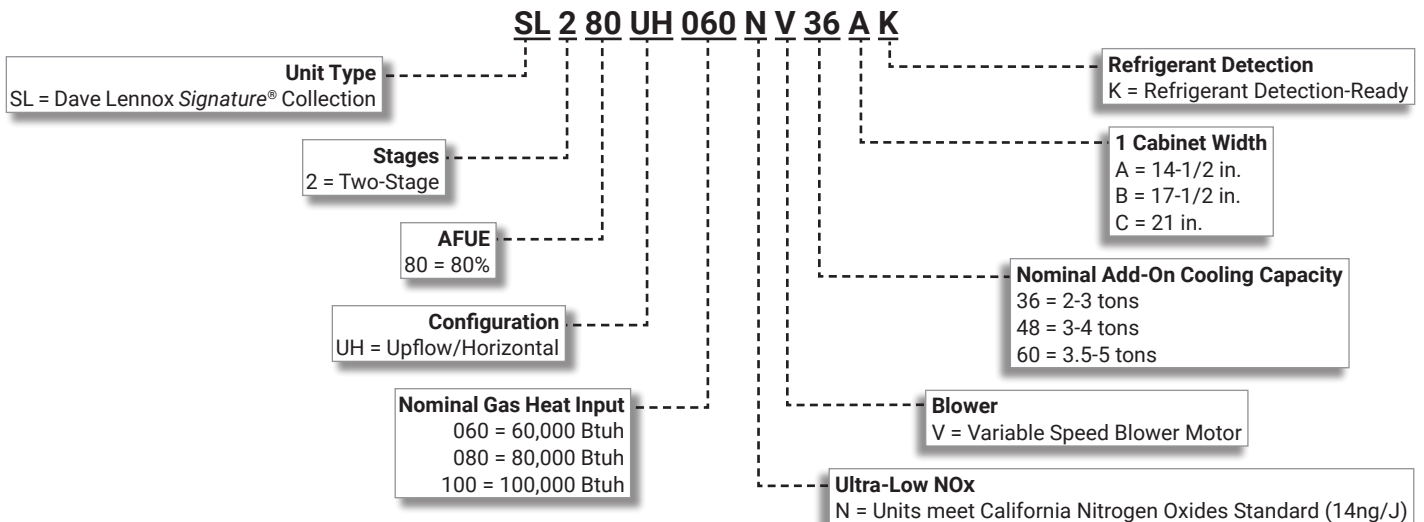 SL 2 80 UH 060 N V 36 A K
Unit Type
SL = Dave Lennox Signature® Collection
Stages
2 = Two-Stage
AFUE
80 = 80%
Configuration
UH = Upflow/Horizontal
Nominal Gas Heat Input
060 = 60,000 Btuh
080 = 80,000 Btuh
100 = 100,000 Btuh
Refrigerant Detection
K = Refrigerant Detection-Ready
1 Cabinet Width
A = 14-1/2 in.
B = 17-1/2 in.
C = 21 in.
Nominal Add-On Cooling Capacity
36 = 2-3 tons
48 = 3-4 tons
60 = 3.5-5 tons
Blower
V = Variable Speed Blower Motor
Ultra-Low NOx
N = Units meet California Nitrogen Oxides Standard (14ng/J)